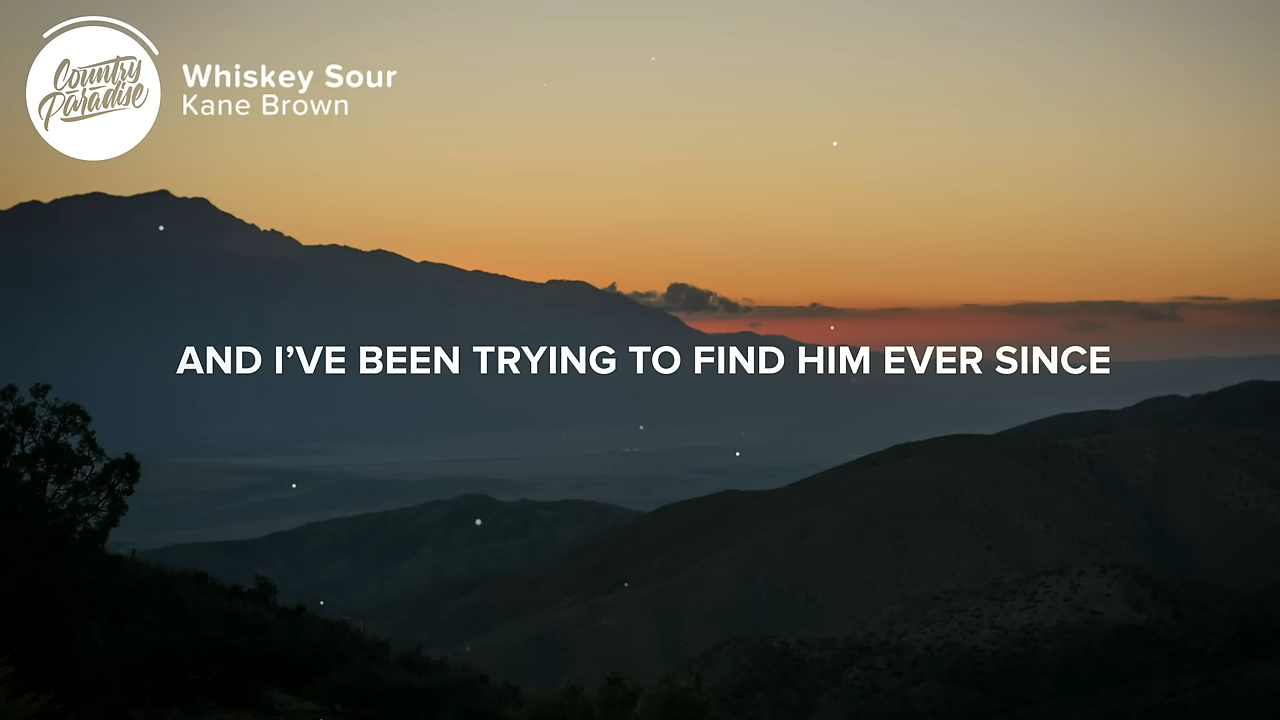 Country
Paradise
Whiskey Sour
Kane Brown
AND I’VE BEEN TRYING TO FIND HIM EVER SINCE